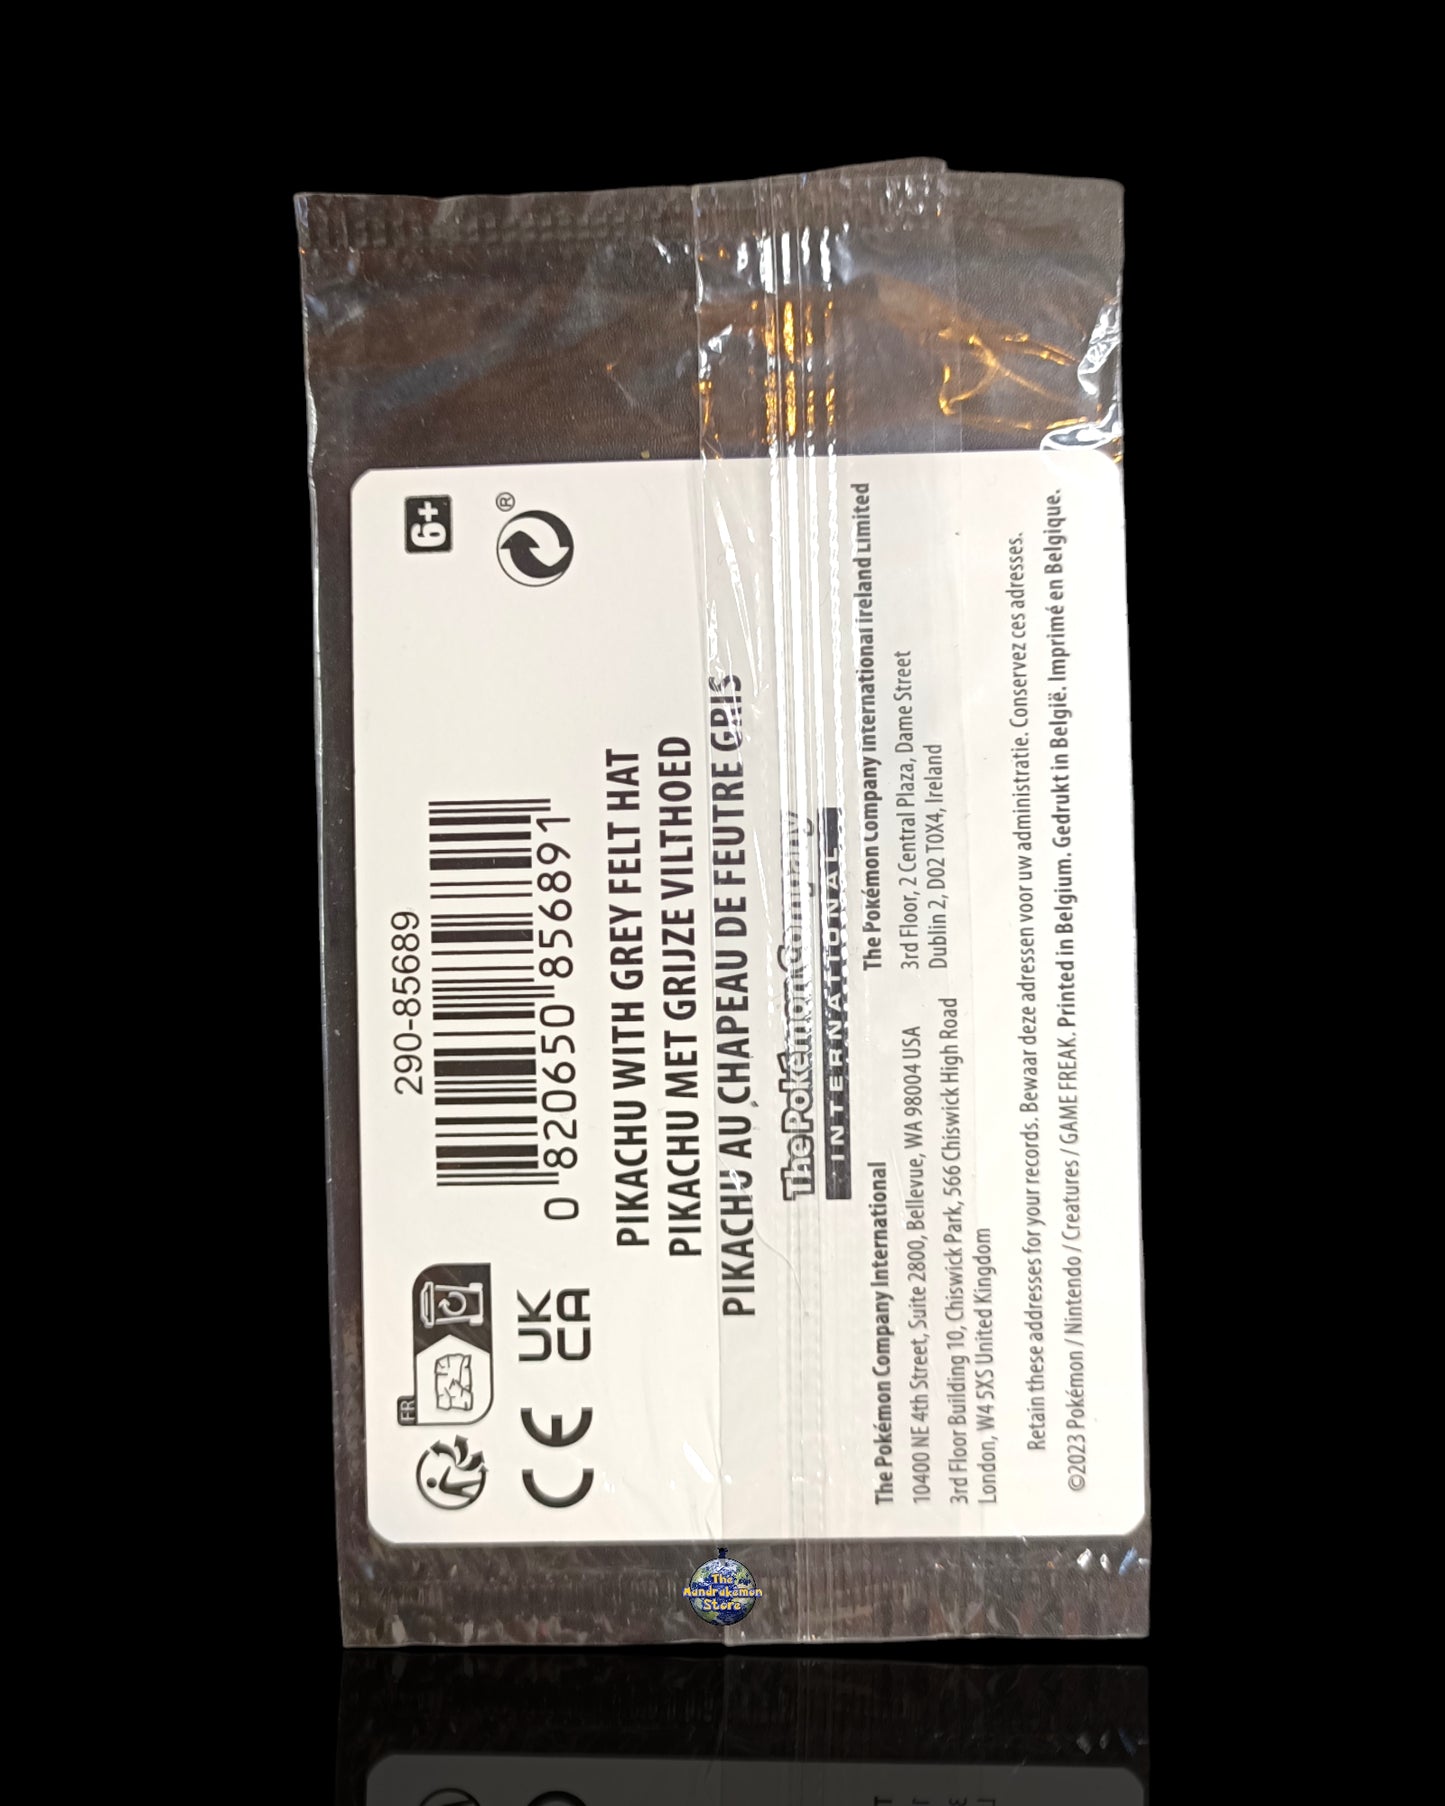 6+
®
290-85689
0 820650 856891
FR
CE
UK
CA
PIKACHU WITH GREY FELT HAT
PIKACHU MET GRIJZE VILTHOED
PIKACHU AU CHAPEAU DE FEUTRE GRIS
The Pokémon Company
INTERNATIONAL
The Pokémon Company International
10400 NE 4th Street, Suite 2800, Bellevue, WA 98004 USA
3rd Floor Building 10, Chiswick Park, 566 Chiswick High Road
London, W4 5XS United Kingdom
The Pokémon Company International Ireland Limited
3rd Floor, 2 Central Plaza, Dame Street
Dublin 2, D02 T0X4, Ireland
Retain these addresses for your records. Bewaar deze adressen voor uw administratie. Conservez ces adresses.
©2023 Pokémon / Nintendo / Creatures / GAME FREAK. Printed in Belgium. Gedrukt in België. Imprimé en Belgique.
The
Mandrakemon
Store